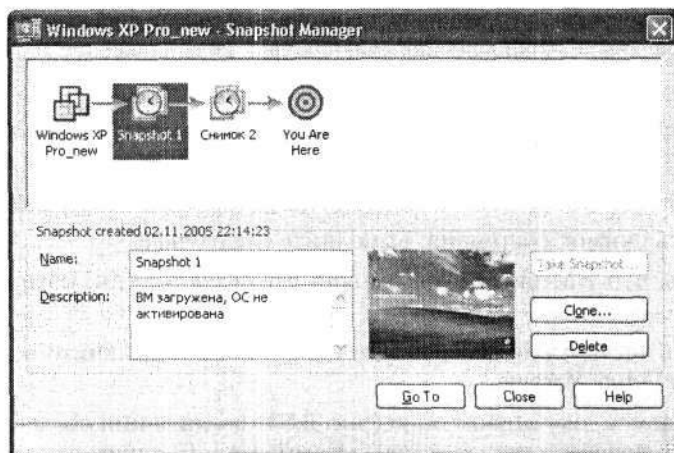 Windows XP Pro_new - Snapshot Manager
Windows XP Pro_new
Snapshot 1
Снимок 2
You Are Here
Snapshot created 02.11.2005 22:14:23
Name:
Snapshot 1
Take Snapshot...
Description:
ВМ загружена, ОС не
активирована
Clone...
Delete
Go To
Close
Help